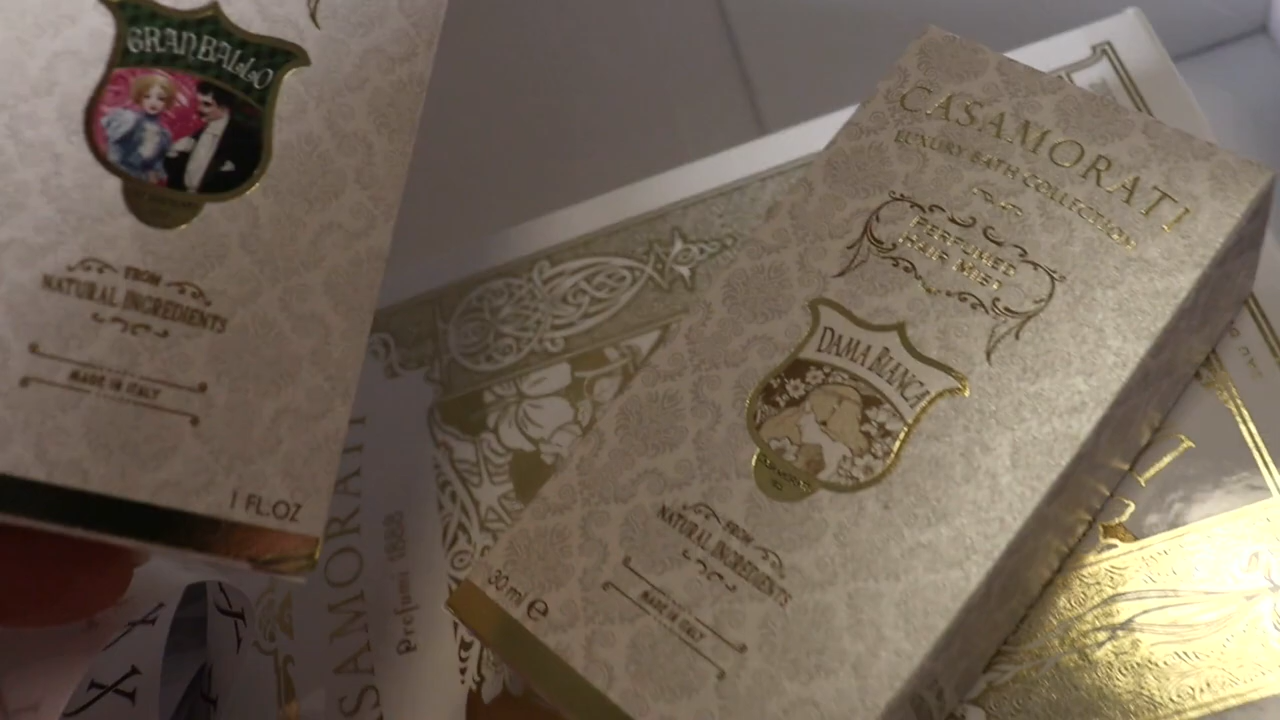 GRAN BALLO
FROM
NATURAL INGREDIENTS
MADE IN ITALY
1 FL.OZ
CASAMORATI
LUXURY BATH COLLECTION
PERFUMED
HAIR MIST
DAMA BIANCA
FROM
NATURAL INGREDIENTS
MADE IN ITALY
30 ml e
SAMORATI
Profumi 1888
X